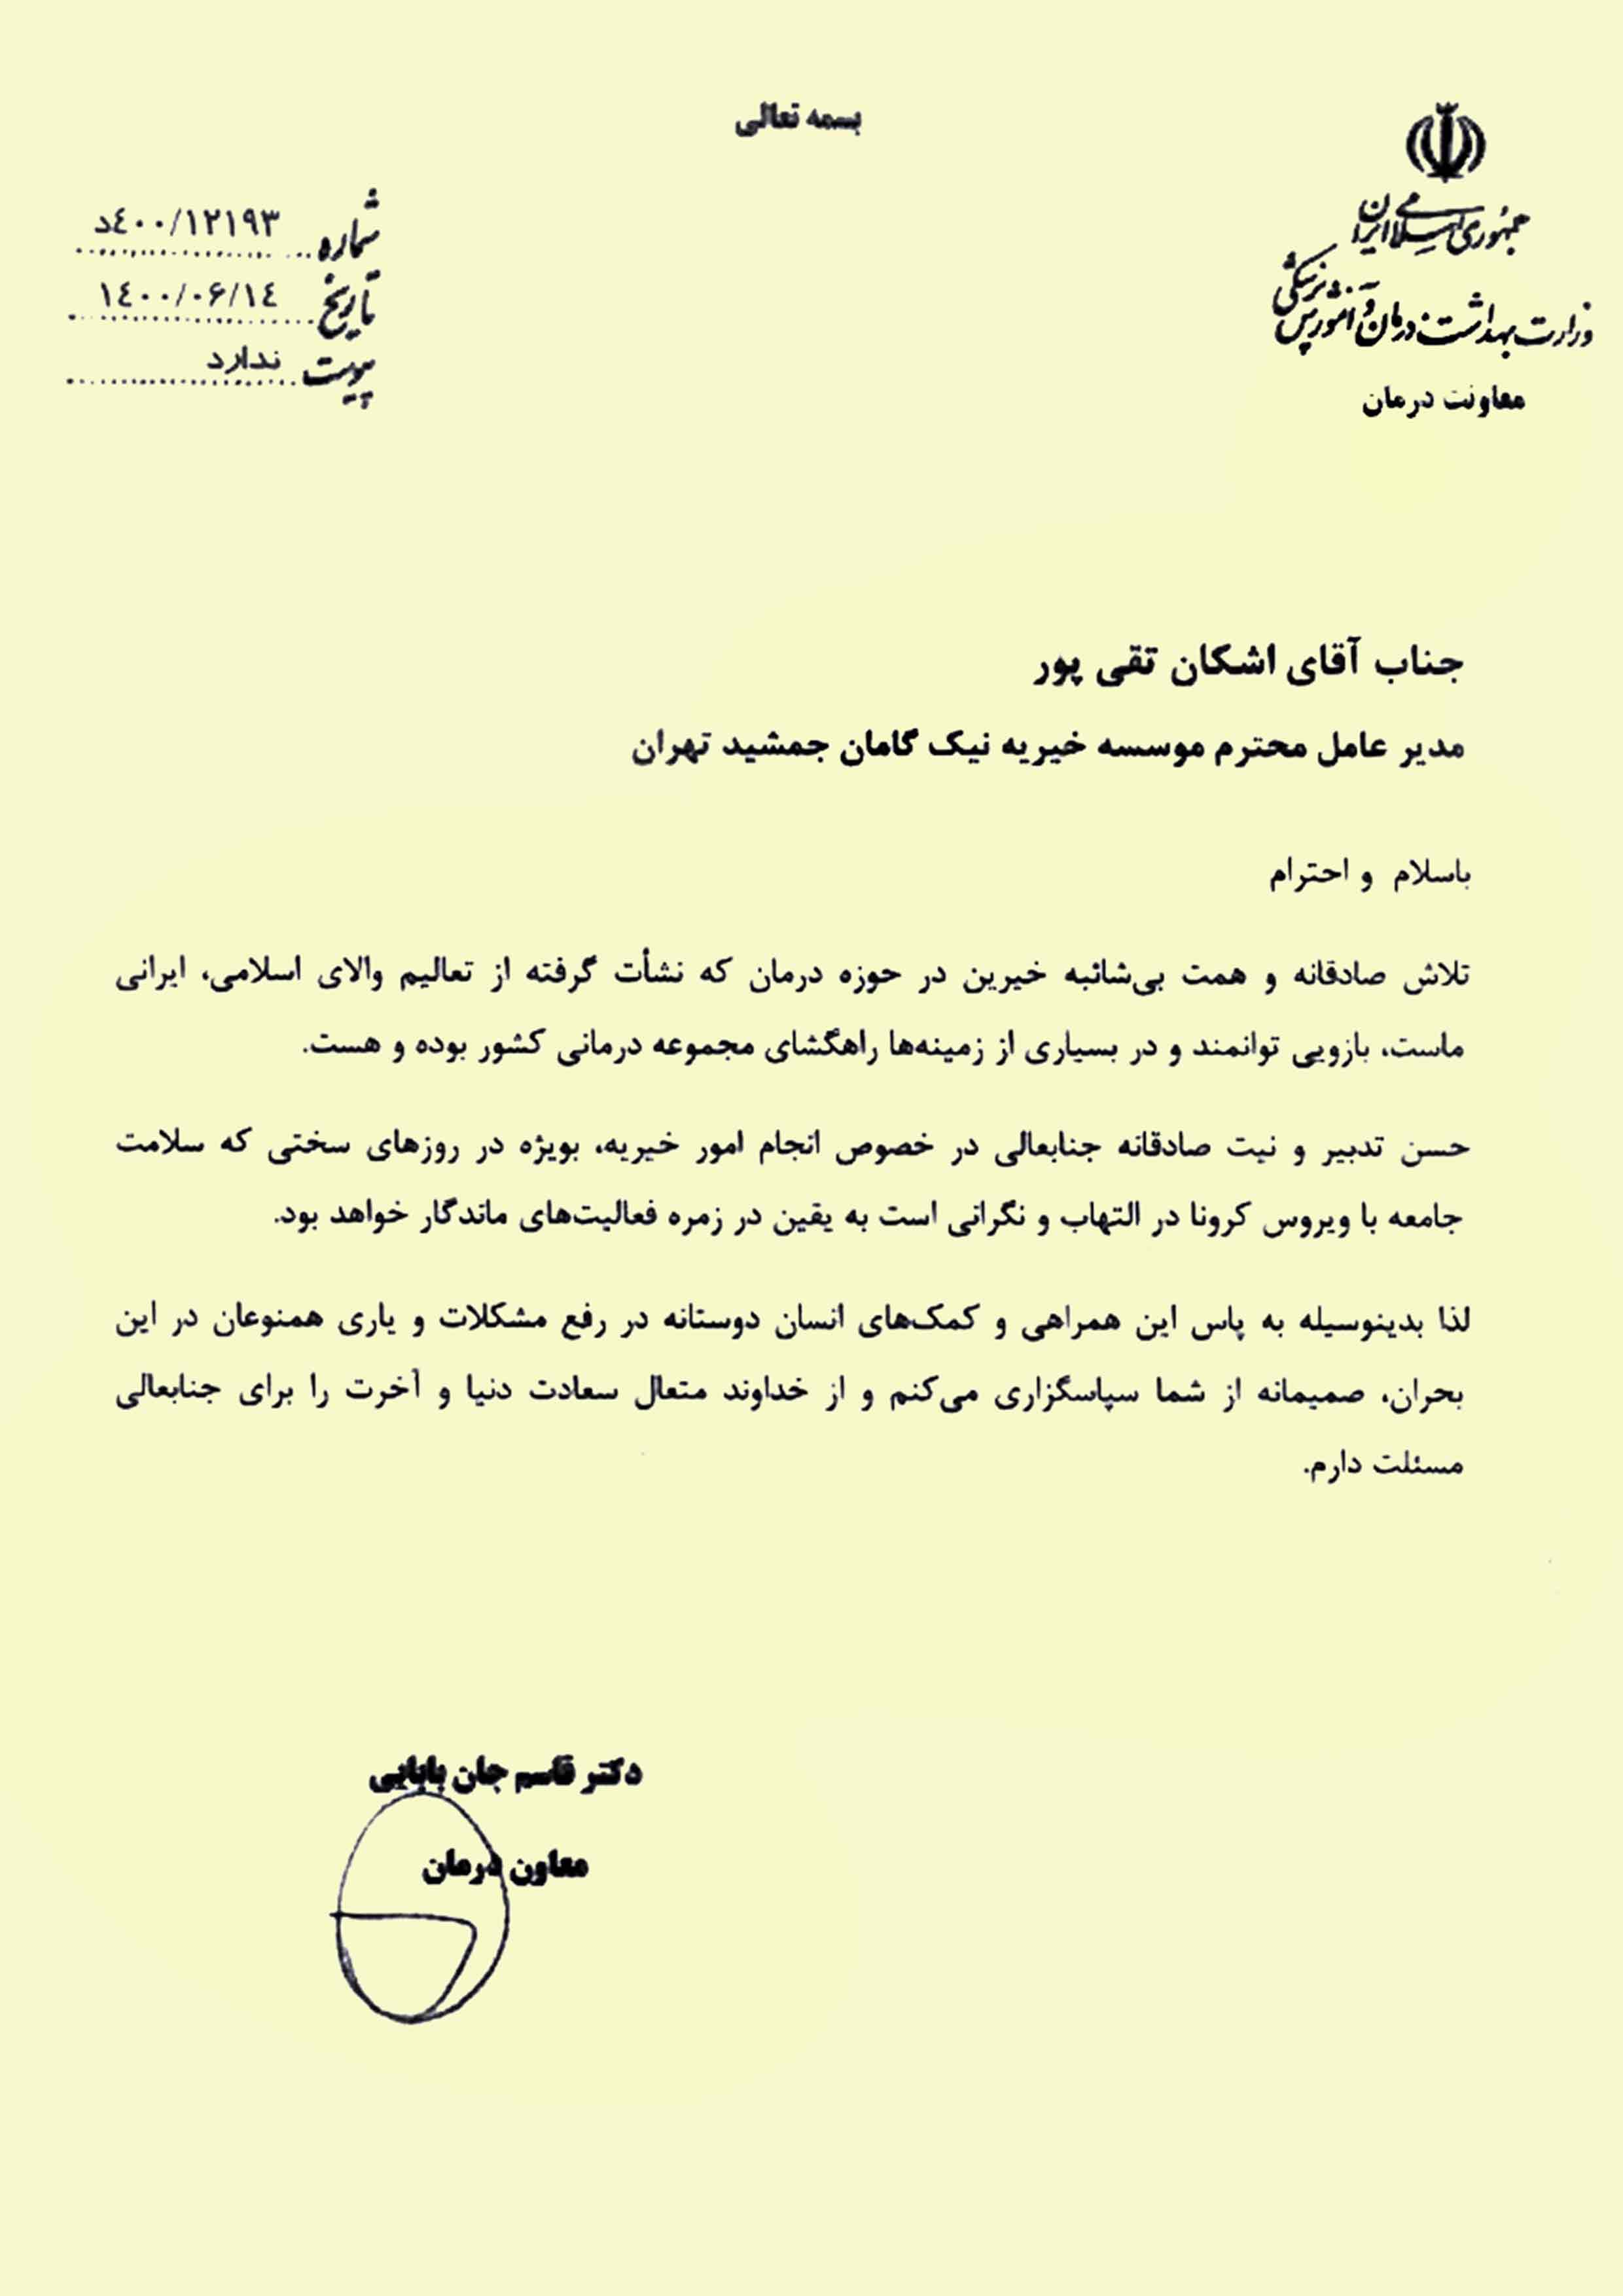 بسمه تعالی
جمهوری اسلامی ایران
وزارت بهداشت، درمان و آموزش پزشکی
معاونت درمان
شماره ۴۰۰/۱۲۱۹۳د
تاریخ ۱۴۰۰/۰۶/۱۴
پیوست ندارد
جناب آقای اشکان تقی پور
مدیر عامل محترم موسسه خیریه نیک گامان جمشید تهران
باسلام و احترام
تلاش صادقانه و همت بی‌شائبه خیرین در حوزه درمان که نشأت گرفته از تعالیم والای اسلامی، ایرانی
ماست، بازویی توانمند و در بسیاری از زمینه‌ها راهگشای مجموعه درمانی کشور بوده و هست.
حسن تدبیر و نیت صادقانه جنابعالی در خصوص انجام امور خیریه، بویژه در روزهای سختی که سلامت
جامعه با ویروس کرونا در التهاب و نگرانی است به یقین در زمره فعالیت‌های ماندگار خواهد بود.
لذا بدینوسیله به پاس این همراهی و کمک‌های انسان دوستانه در رفع مشکلات و یاری همنوعان در این
بحران، صمیمانه از شما سپاسگزاری می‌کنم و از خداوند متعال سعادت دنیا و آخرت را برای جنابعالی
مسئلت دارم.
دکتر قاسم جان بابایی
معاون درمان